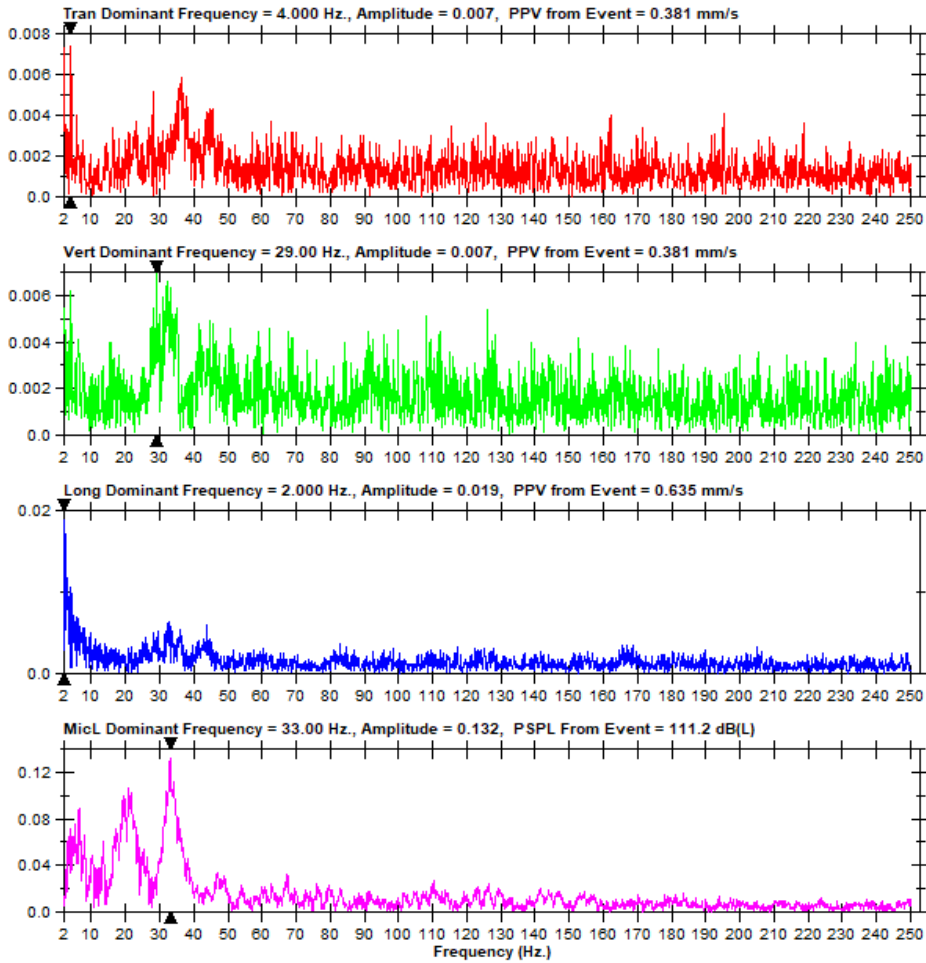 Tran Dominant Frequency = 4.000 Hz., Amplitude = 0.007, PPV from Event = 0.381 mm/s
0.008
0.006
0.004
0.002
0.0
2 10 20 30 40 50 60 70 80 90 100 110 120 130 140 150 160 170 180 190 200 210 220 230 240 250
Vert Dominant Frequency = 29.00 Hz., Amplitude = 0.007, PPV from Event = 0.381 mm/s
0.006
0.004
0.002
0.0
2 10 20 30 40 50 60 70 80 90 100 110 120 130 140 150 160 170 180 190 200 210 220 230 240 250
Long Dominant Frequency = 2.000 Hz., Amplitude = 0.019, PPV from Event = 0.635 mm/s
0.02
0.0
2 10 20 30 40 50 60 70 80 90 100 110 120 130 140 150 160 170 180 190 200 210 220 230 240 250
MicL Dominant Frequency = 33.00 Hz., Amplitude = 0.132, PSPL From Event = 111.2 dB(L)
0.12
0.08
0.04
0.0
2 10 20 30 40 50 60 70 80 90 100 110 120 130 140 150 160 170 180 190 200 210 220 230 240 250
Frequency (Hz.)